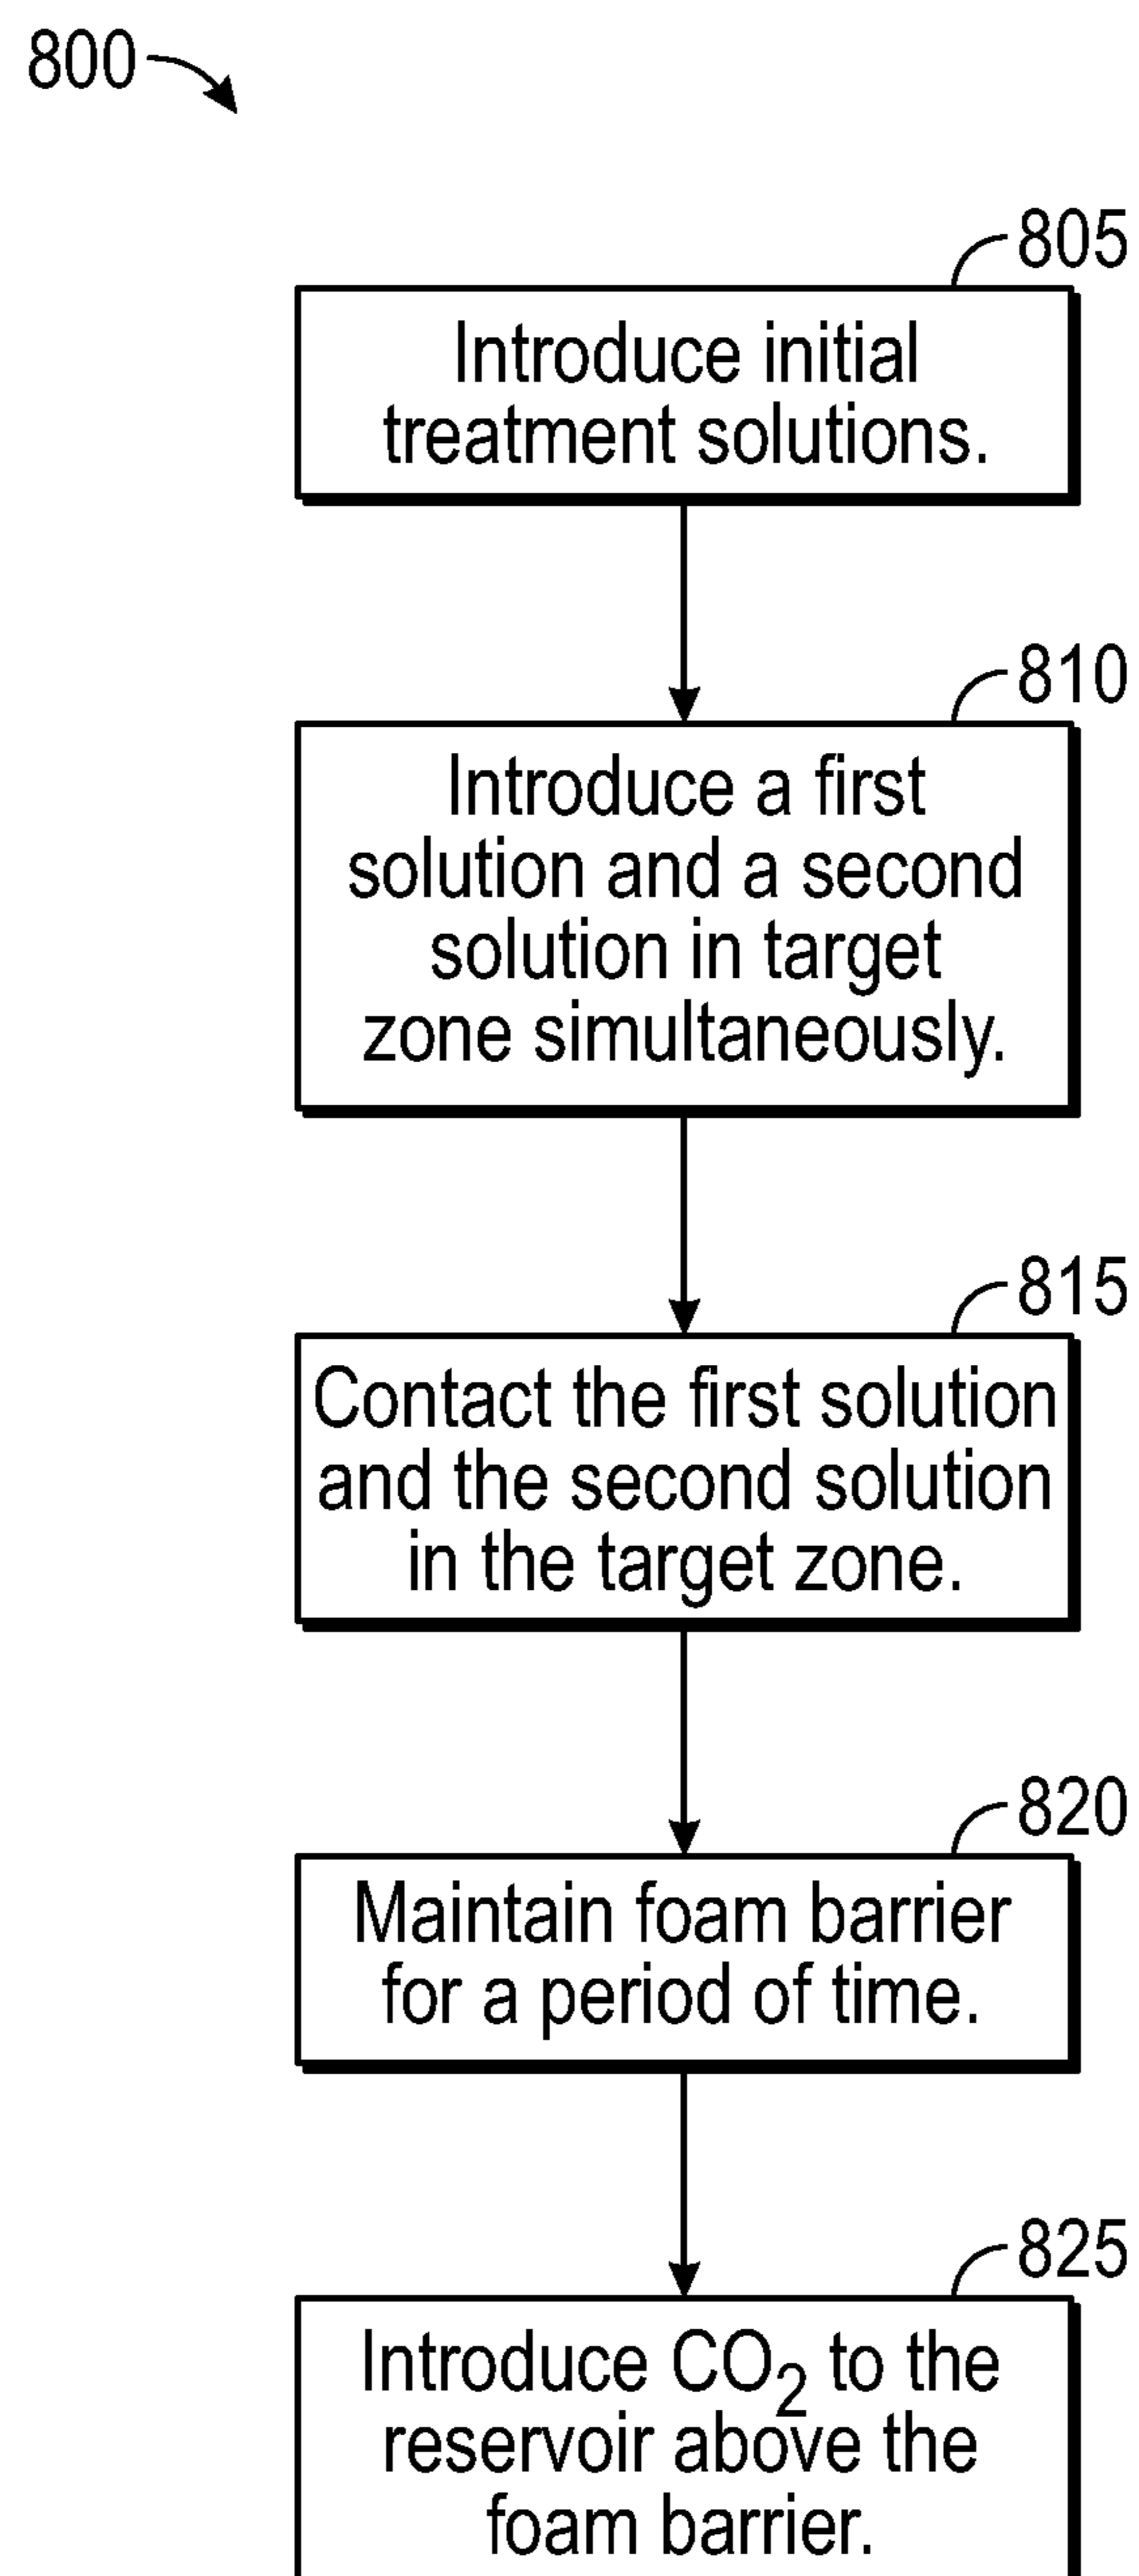 800
805
Introduce initial
treatment solutions.
810
Introduce a first
solution and a second
solution in target
zone simultaneously.
815
Contact the first solution
and the second solution
in the target zone.
820
Maintain foam barrier
for a period of time.
825
Introduce CO₂ to the
reservoir above the
foam barrier.